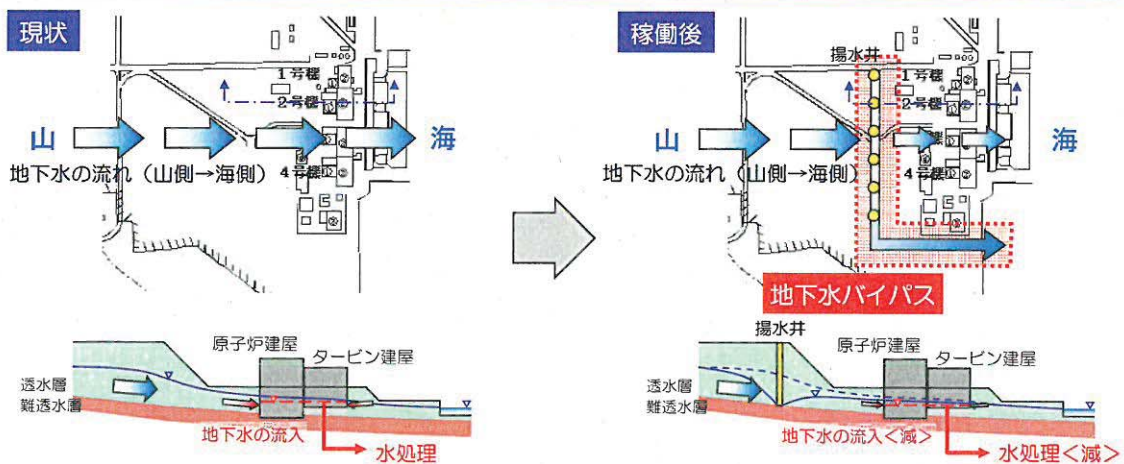 現状
1号機
2号機
山
海
地下水の流れ（山側→海側）
4号機
原子炉建屋
タービン建屋
透水層
難透水層
地下水の流入
水処理
稼働後
揚水井
1号機
2号機
山
海
地下水の流れ（山側→海側）
号機
4号機
地下水バイパス
揚水井
原子炉建屋
タービン建屋
透水層
難透水層
地下水の流入＜減＞
水処理＜減＞